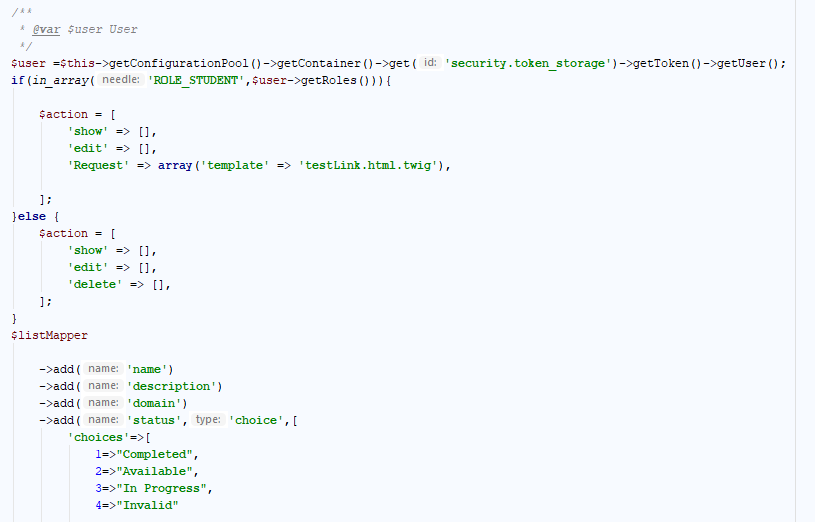 /**
 * @var $user User
 */
$user =$this->getConfigurationPool()->getContainer()->get( id: 'security.token_storage')->getToken()->getUser();
if(in_array( needle: 'ROLE_STUDENT',$user->getRoles())){
    $action = [
        'show' => [],
        'edit' => [],
        'Request' => array('template' => 'testLink.html.twig'),
    ];
}else {
    $action = [
        'show' => [],
        'edit' => [],
        'delete' => [],
    ];
}
$listMapper
    ->add( name: 'name')
    ->add( name: 'description')
    ->add( name: 'domain')
    ->add( name: 'status', type: 'choice',[
        'choices'=>[
            1=>"Completed",
            2=>"Available",
            3=>"In Progress",
            4=>"Invalid"